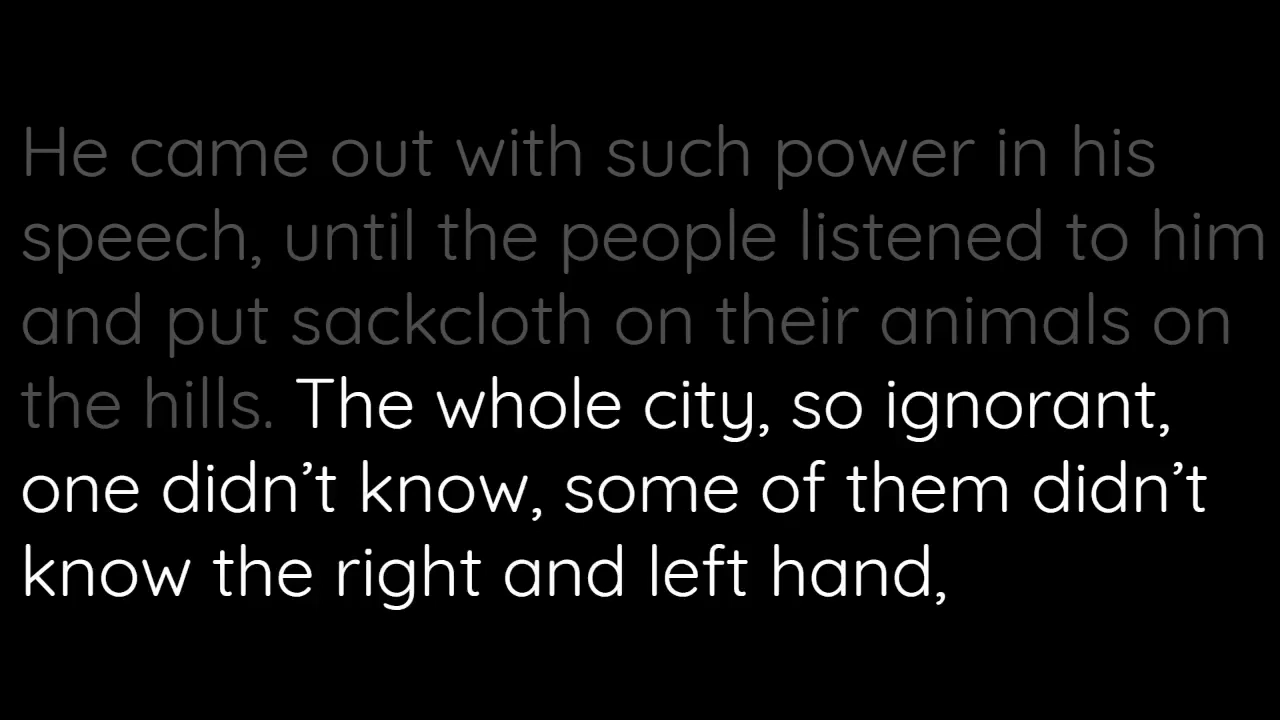 He came out with such power in his
speech, until the people listened to him
and put sackcloth on their animals on
the hills. The whole city, so ignorant,
one didn’t know, some of them didn’t
know the right and left hand,